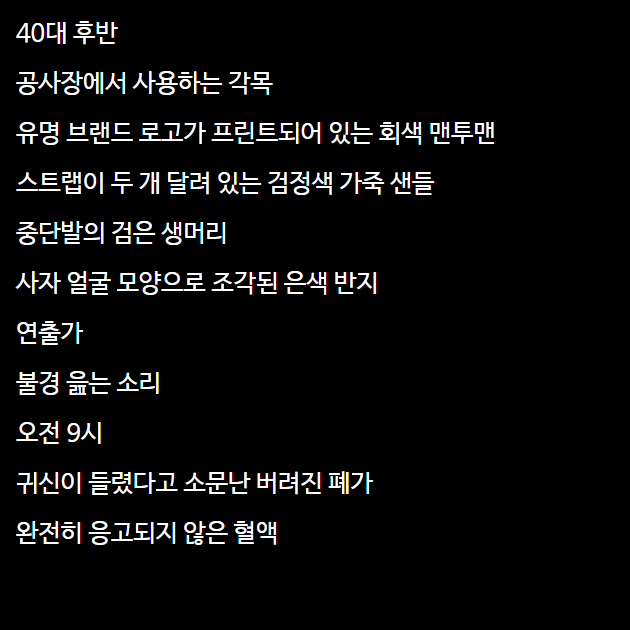 40대 후반
공사장에서 사용하는 각목
유명 브랜드 로고가 프린트되어 있는 회색 맨투맨
스트랩이 두 개 달려 있는 검정색 가죽 샌들
중단발의 검은 생머리
사자 얼굴 모양으로 조각된 은색 반지
연출가
불경 읊는 소리
오전 9시
귀신이 들렸다고 소문난 버려진 폐가
완전히 응고되지 않은 혈액